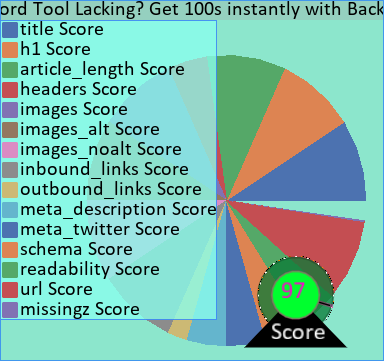 ord Tool Lacking? Get 100s instantly with Back
title Score
h1 Score
article_length Score
headers Score
images Score
images_alt Score
images_noalt Score
inbound_links Score
outbound_links Score
meta_description Score
meta_twitter Score
schema Score
readability Score
url Score
missingz Score
97
Score